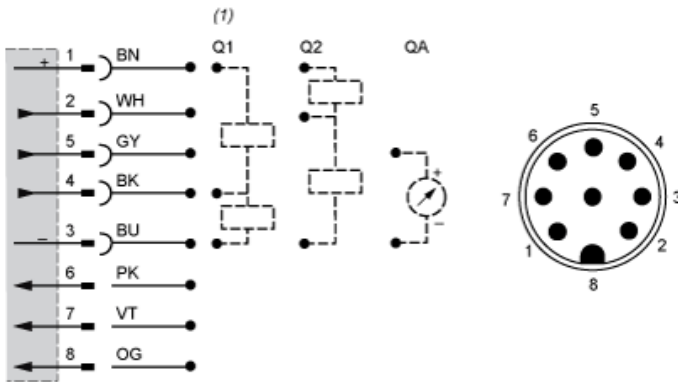 (1)
Q1 Q2 QA
+ 1 BN
2 WH
5 GY
4 BK
− 3 BU
6 PK
7 VT
8 OG
+
−
5
6 4
7 3
1 2
8